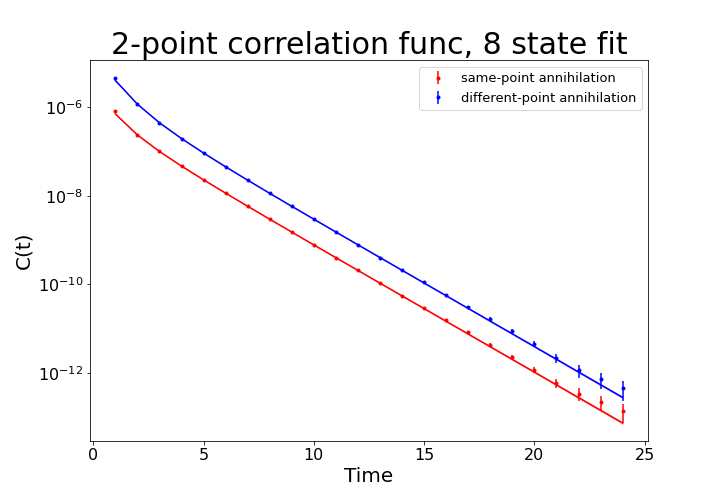 2-point correlation func, 8 state fit
same-point annihilation
different-point annihilation
C(t)
10⁻⁶
10⁻⁸
10⁻¹⁰
10⁻¹²
0 5 10 15 20 25
Time